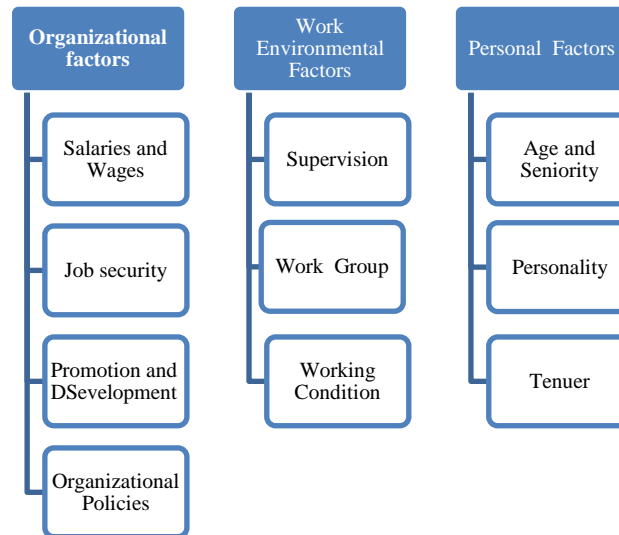 Organizational
factors
Salaries and
Wages
Job security
Promotion and
DSevelopment
Organizational
Policies
Work
Environmental
Factors
Supervision
Work Group
Working
Condition
Personal Factors
Age and
Seniority
Personality
Tenuer